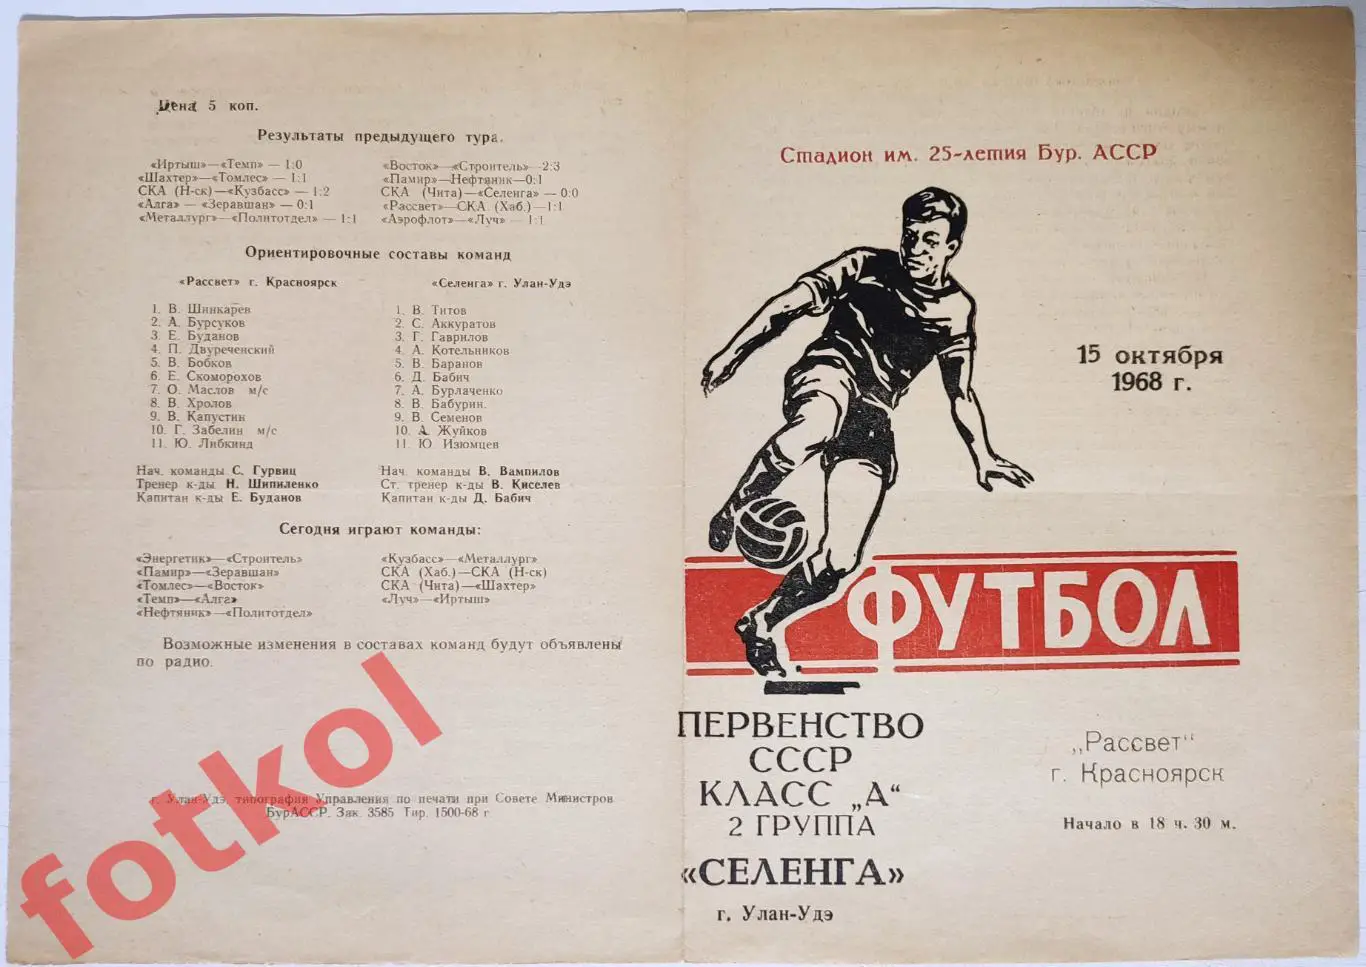 Цена 5 коп.
Результаты предыдущего тура.
«Иртыш»—«Темп» — 1:0
«Шахтер»—«Томлес» — 1:1
СКА (Н-ск)—«Кузбасс» — 1:2
«Алга» — «Зеравшан» — 0:1
«Металлург»—«Политотдел» — 1:1
«Восток»—«Строитель»—2:3
«Памир»—Нефтяник—0:1
СКА (Чита)—«Селенга» — 0:0
«Рассвет»—СКА (Хаб.)—1:1
«Аэрофлот»—«Луч» — 1:1
Ориентировочные составы команд
«Рассвет» г. Красноярск
1. В. Шинкарев
2. А. Бурсуков
3. Е. Буданов
4. П. Двуреченский
5. В. Бобков
6. Е. Скоморохов
7. О. Маслов м/с
8. В. Хролов
9. В. Капустин
10. Г. Забелин м/с
11. Ю. Либкинд
Нач. команды С. Гурвиц
Тренер к-ды Н. Шипиленко
Капитан к-ды Е. Буданов
«Селенга» г. Улан-Удэ
1. В. Титов
2. С. Аккуратов
3. Г. Гаврилов
4. А. Котельников
5. В. Баранов
6. Д. Бабич
7. А. Бурлаченко
8. В. Бабурин.
9. В. Семенов
10. А. Жуйков
11. Ю. Изюмцев
Нач. команды В. Вампилов
Ст. тренер к-ды В. Киселев
Капитан к-ды Д. Бабич
Сегодня играют команды:
«Энергетик»—«Строитель»
«Памир»—«Зеравшан»
«Томлес»—«Восток»
«Темп»—«Алга»
«Нефтяник»—«Политотдел»
«Кузбасс»—«Металлург»
СКА (Хаб.)—СКА (Н-ск)
СКА (Чита)—«Шахтер»
«Луч»—«Иртыш»
Возможные изменения в составах команд будут объявлены
по радио.
г. Улан-Удэ, типография Управления по печати при Совете Министров
БурАССР. Зак. 3585 Тир. 1500-68 г
fotkol
Стадион им. 25-летия Бур. АССР
15 октября
1968 г.
ФУТБОЛ
ПЕРВЕНСТВО
СССР
КЛАСС „А“
2 ГРУППА
«СЕЛЕНГА»
г. Улан-Удэ
„Рассвет"
г. Красноярск
Начало в 18 ч. 30 м.